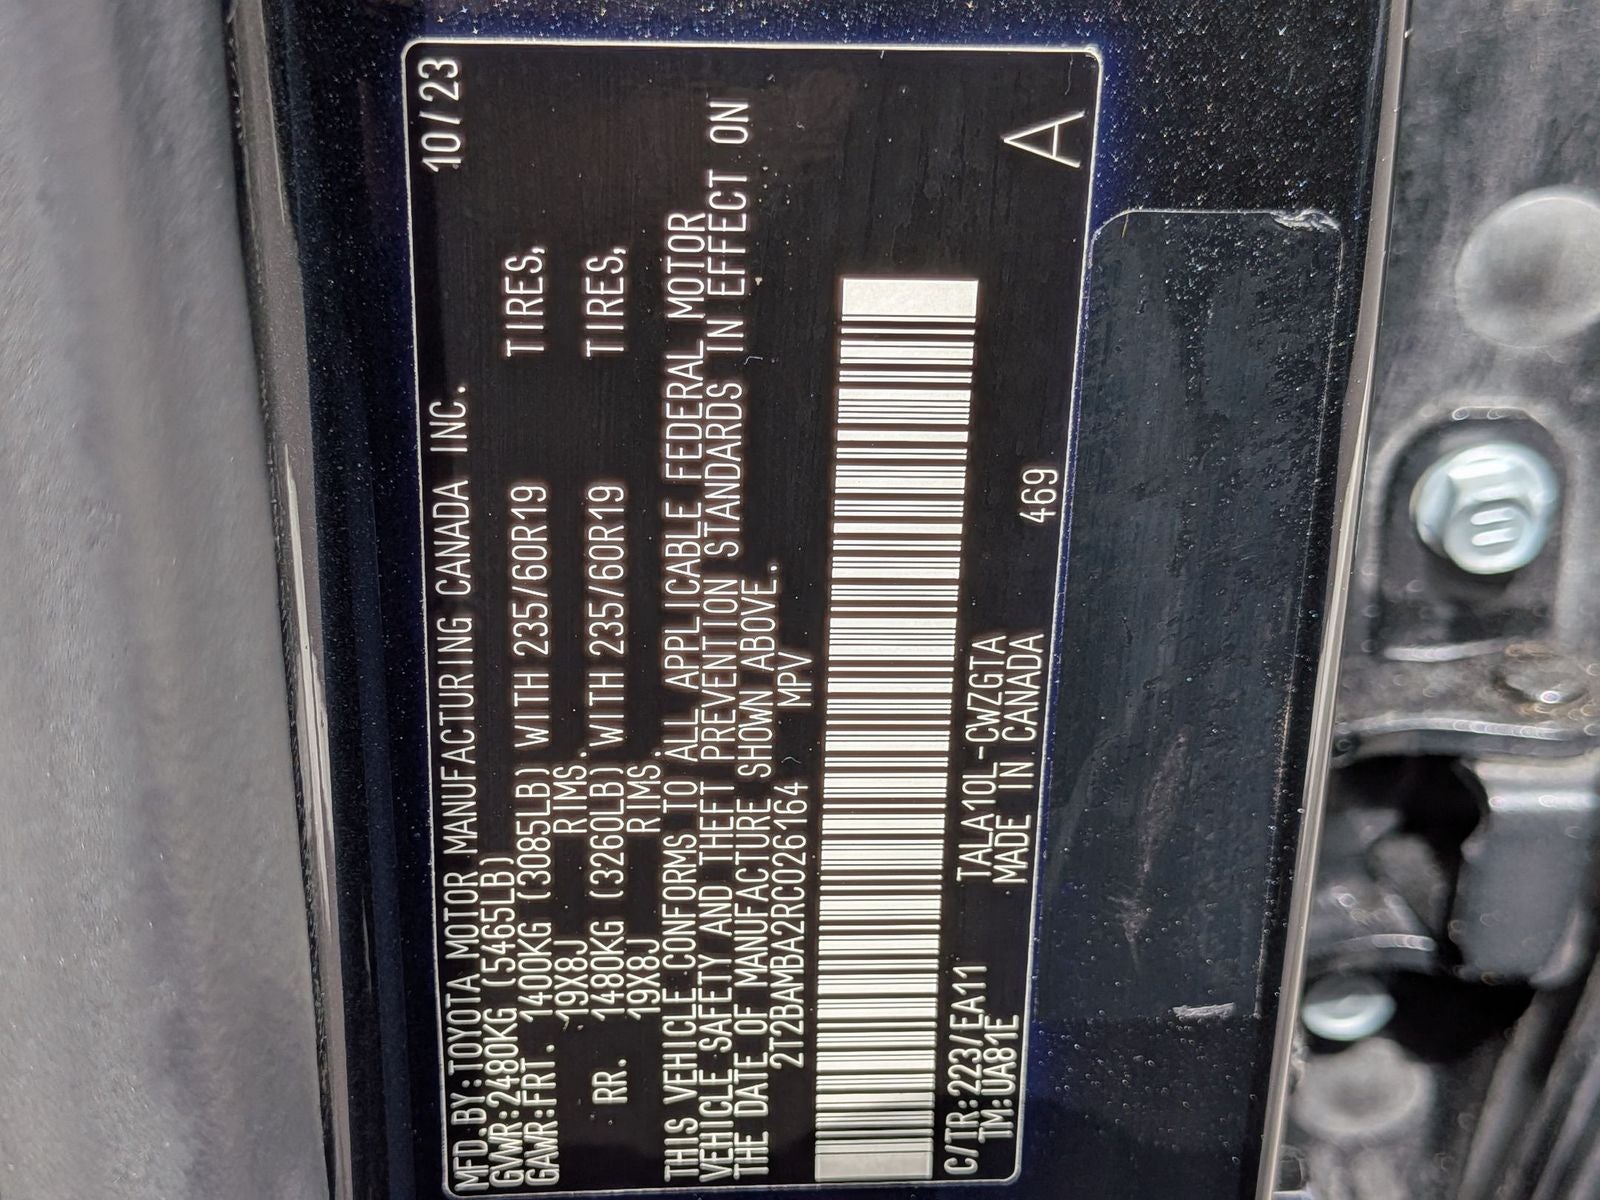 MFD.BY:TOYOTA MOTOR MANUFACTURING CANADA INC. 10/23
GVWR:2480KG (5465LB)
GAWR:FRT. 1400KG (3085LB) WITH 235/60R19 TIRES,
19X8J RIMS.
RR. 1480KG (3260LB) WITH 235/60R19 TIRES,
19X8J RIMS.
THIS VEHICLE CONFORMS TO ALL APPLICABLE FEDERAL MOTOR
VEHICLE SAFETY AND THEFT PREVENTION STANDARDS IN EFFECT ON
THE DATE OF MANUFACTURE SHOWN ABOVE.
2T2BAMBA2RC026164 MPV
C/TR:223/EA11 TALA10L-CWZGTA A
TM:UA81E MADE IN CANADA 469